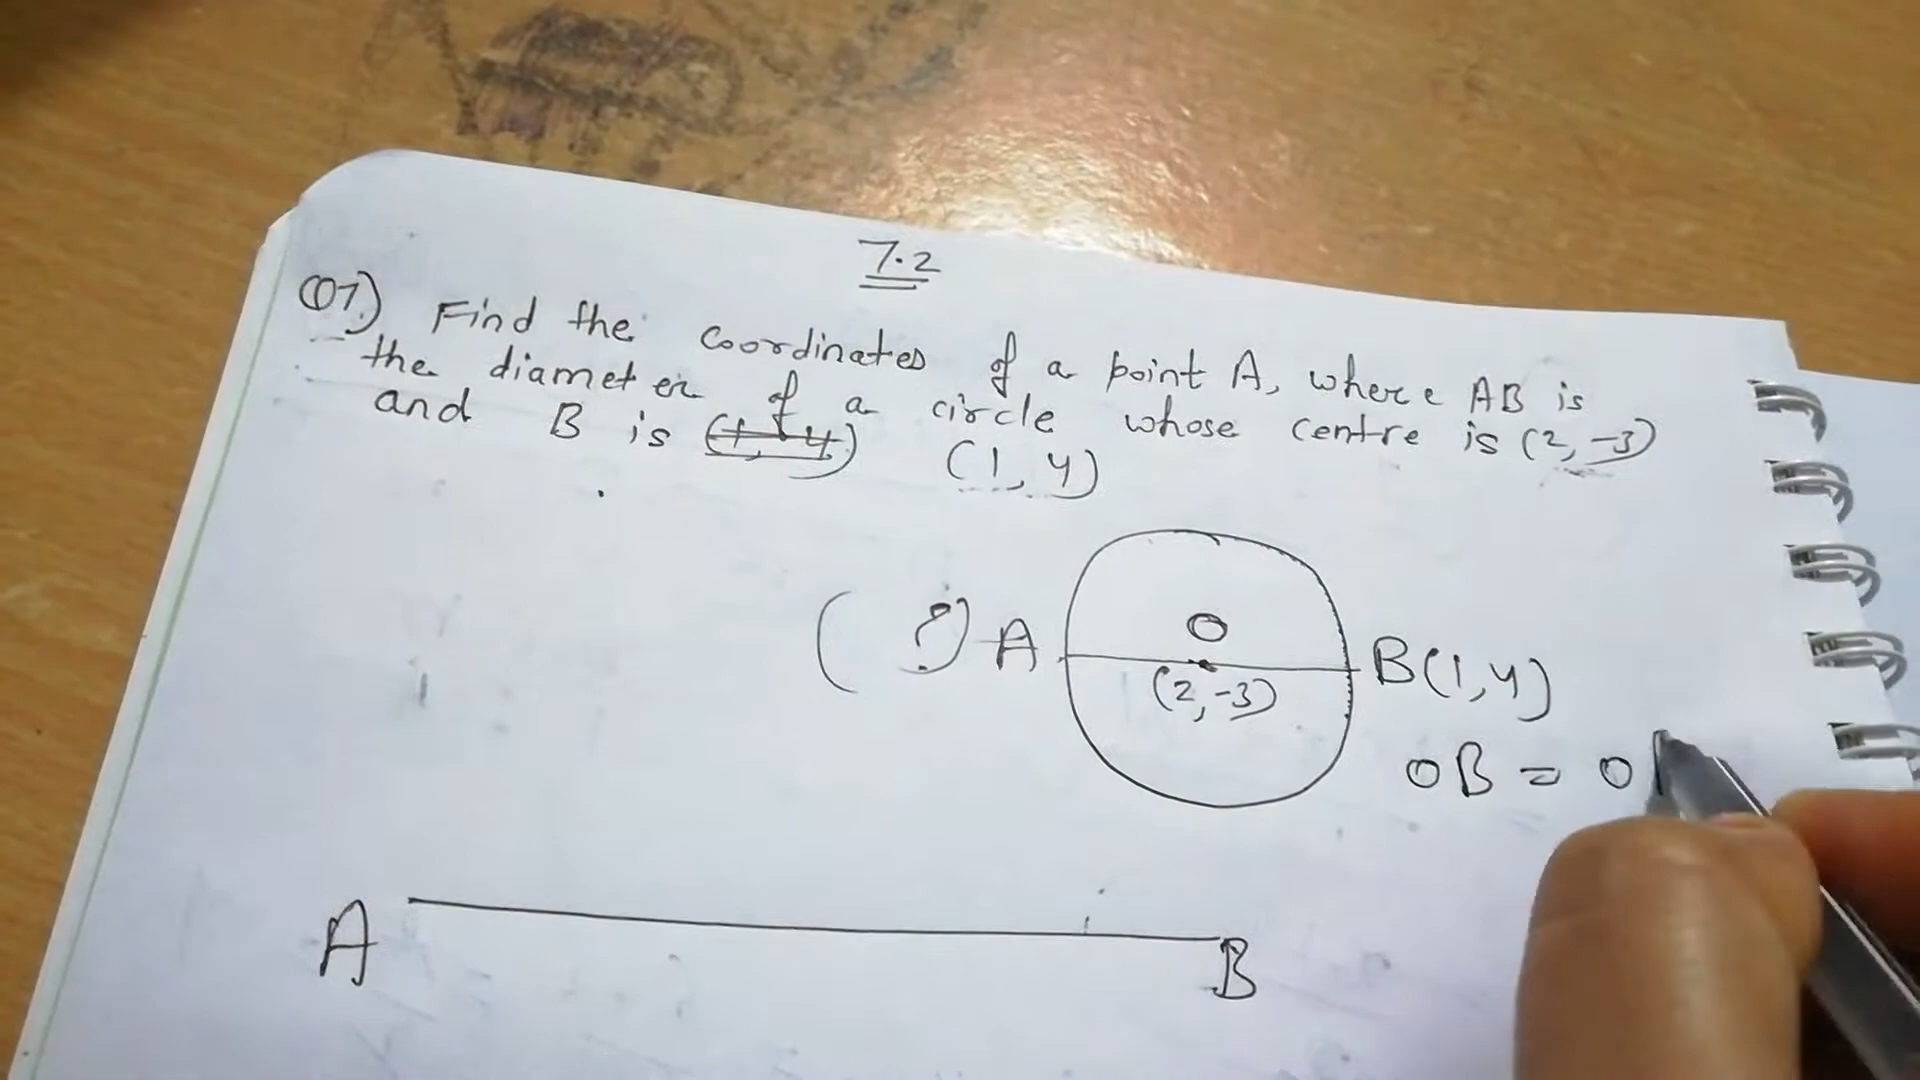 7.2
Q7) Find the coordinates of a point A, where AB is
the diameter of a circle whose centre is (2, -3)
and B is (1, 4) (1, 4)
O
( ?) A B(1, 4)
(2, -3)
OB = O
A B